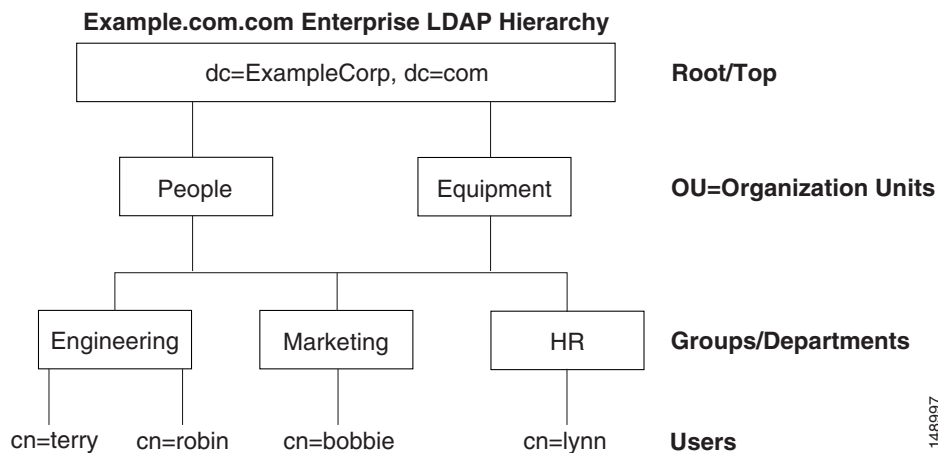 Example.com.com Enterprise LDAP Hierarchy
dc=ExampleCorp, dc=com
Root/Top
People
Equipment
OU=Organization Units
Engineering
Marketing
HR
Groups/Departments
cn=terry
cn=robin
cn=bobbie
cn=lynn
Users
148997